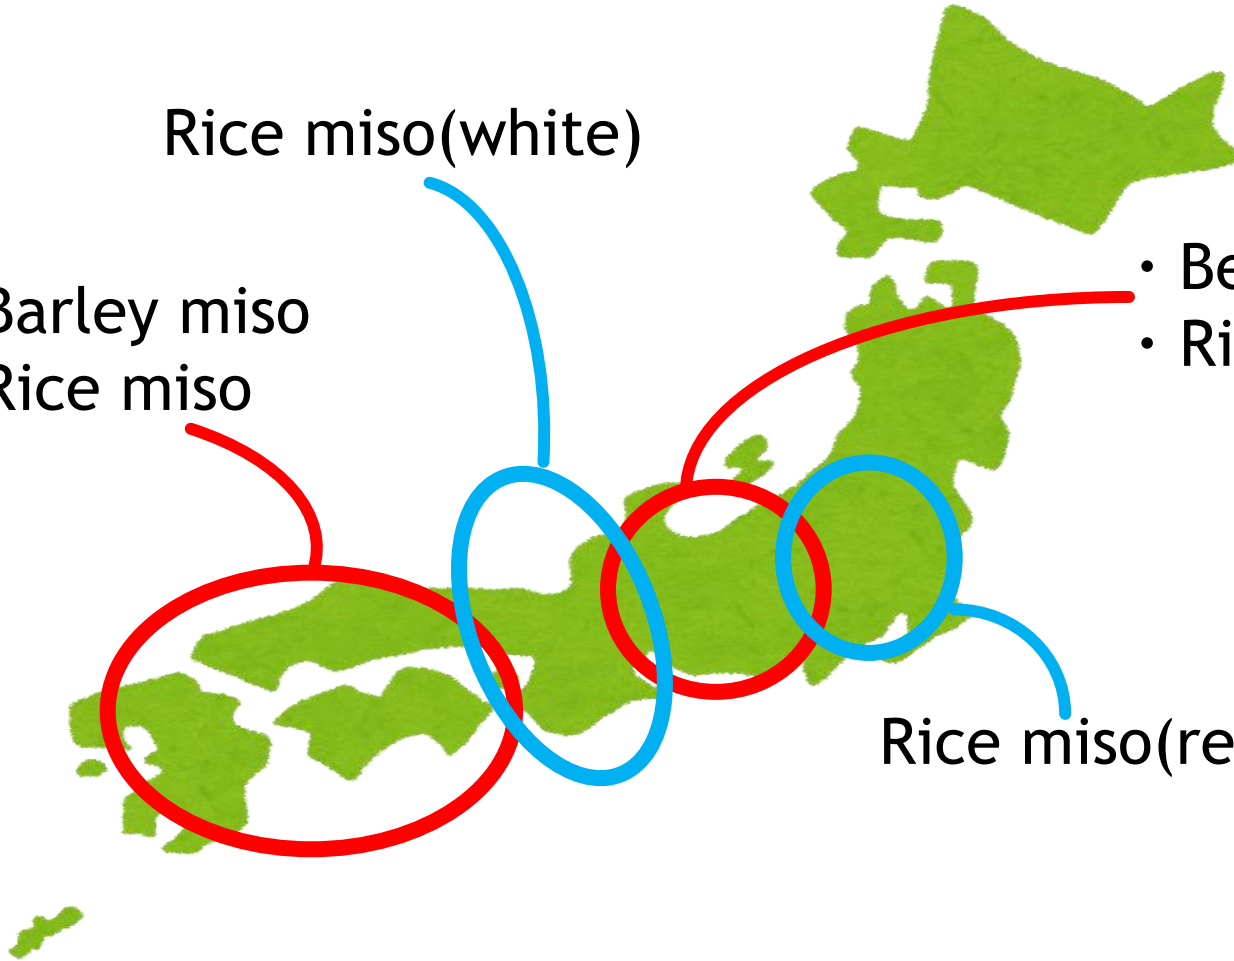 Rice miso(white)
Barley miso
Rice miso
・Be
・Ri
Rice miso(re